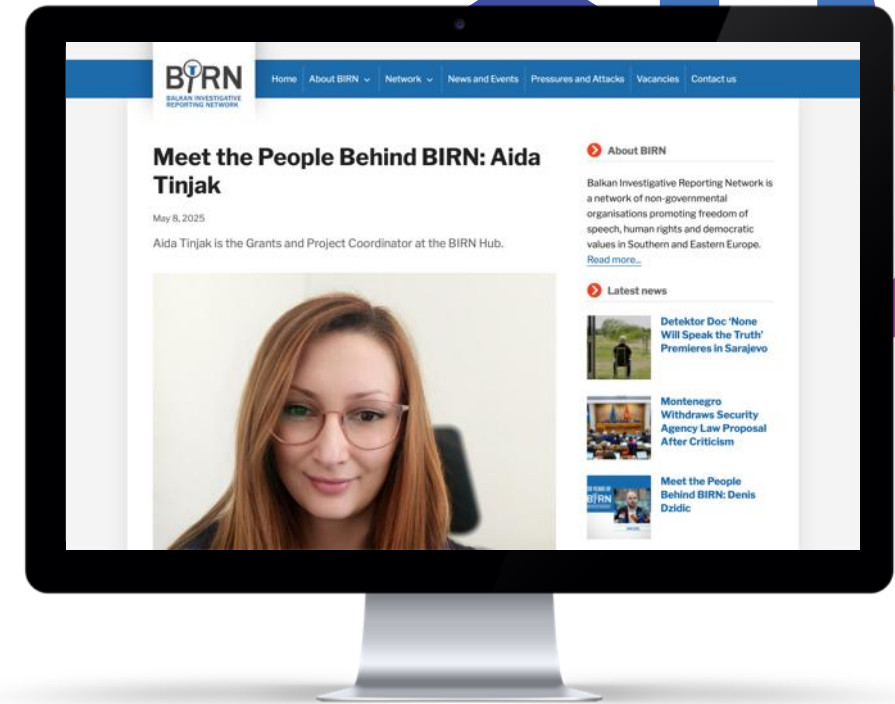 BIRN
BALKAN INVESTIGATIVE
REPORTING NETWORK
Home
About BIRN
Network
News and Events
Pressures and Attacks
Vacancies
Contact us
Meet the People Behind BIRN: Aida
Tinjak
May 8, 2025
Aida Tinjak is the Grants and Project Coordinator at the BIRN Hub.
About BIRN
Balkan Investigative Reporting Network is
a network of non-governmental
organisations promoting freedom of
speech, human rights and democratic
values in Southern and Eastern Europe.
Read more...
Latest news
Detektor Doc ‘None
Will Speak the Truth’
Premieres in Sarajevo
Montenegro
Withdraws Security
Agency Law Proposal
After Criticism
Meet the People
Behind BIRN: Denis
Dzidic